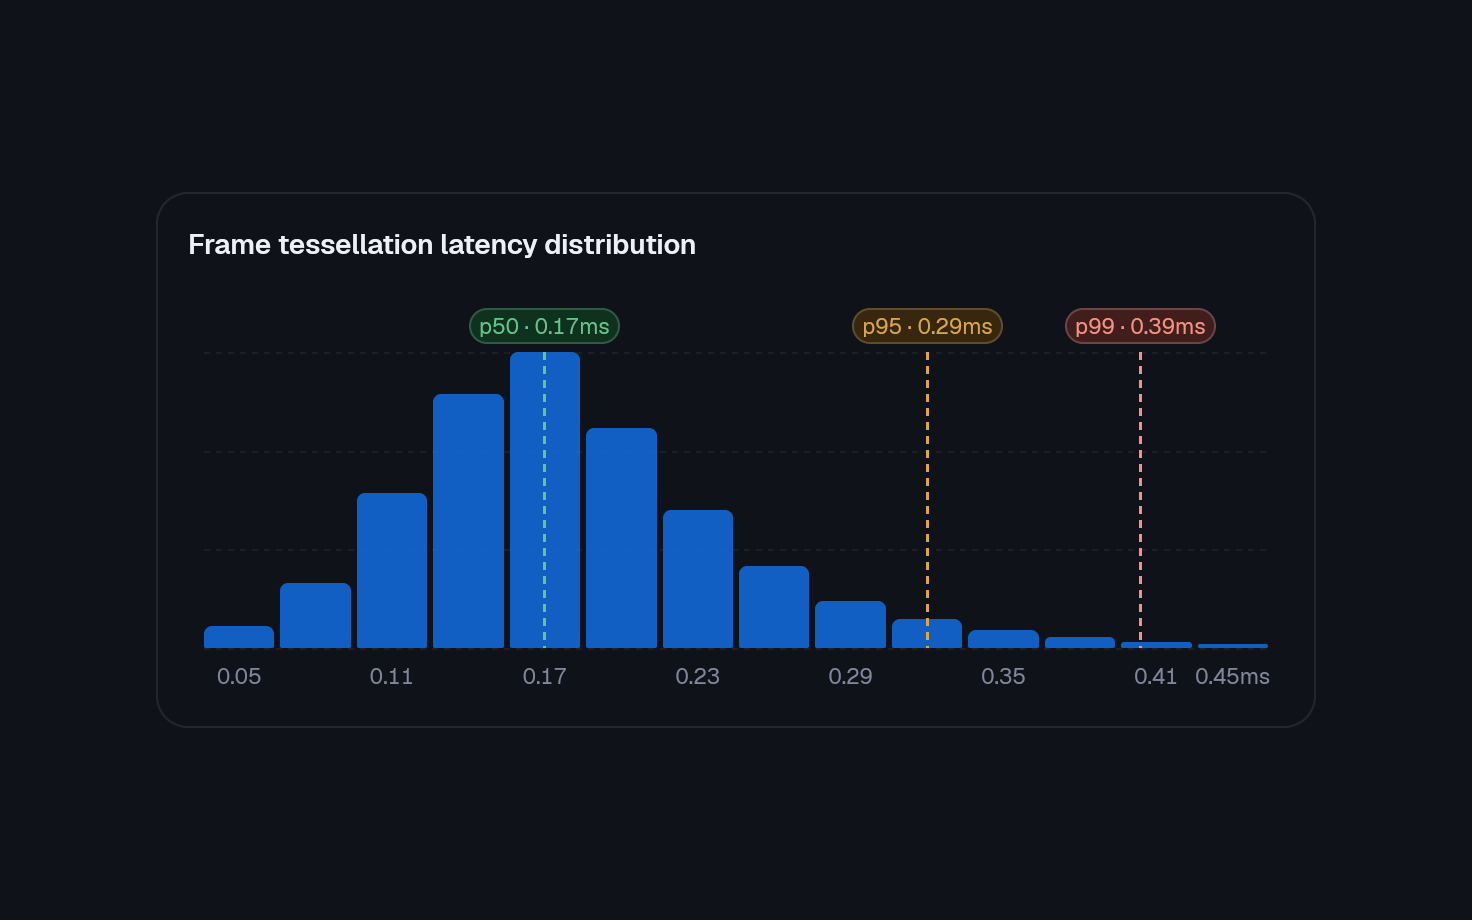 Frame tessellation latency distribution
p50 · 0.17ms p95 · 0.29ms p99 · 0.39ms
0.05 0.11 0.17 0.23 0.29 0.35 0.41 0.45ms